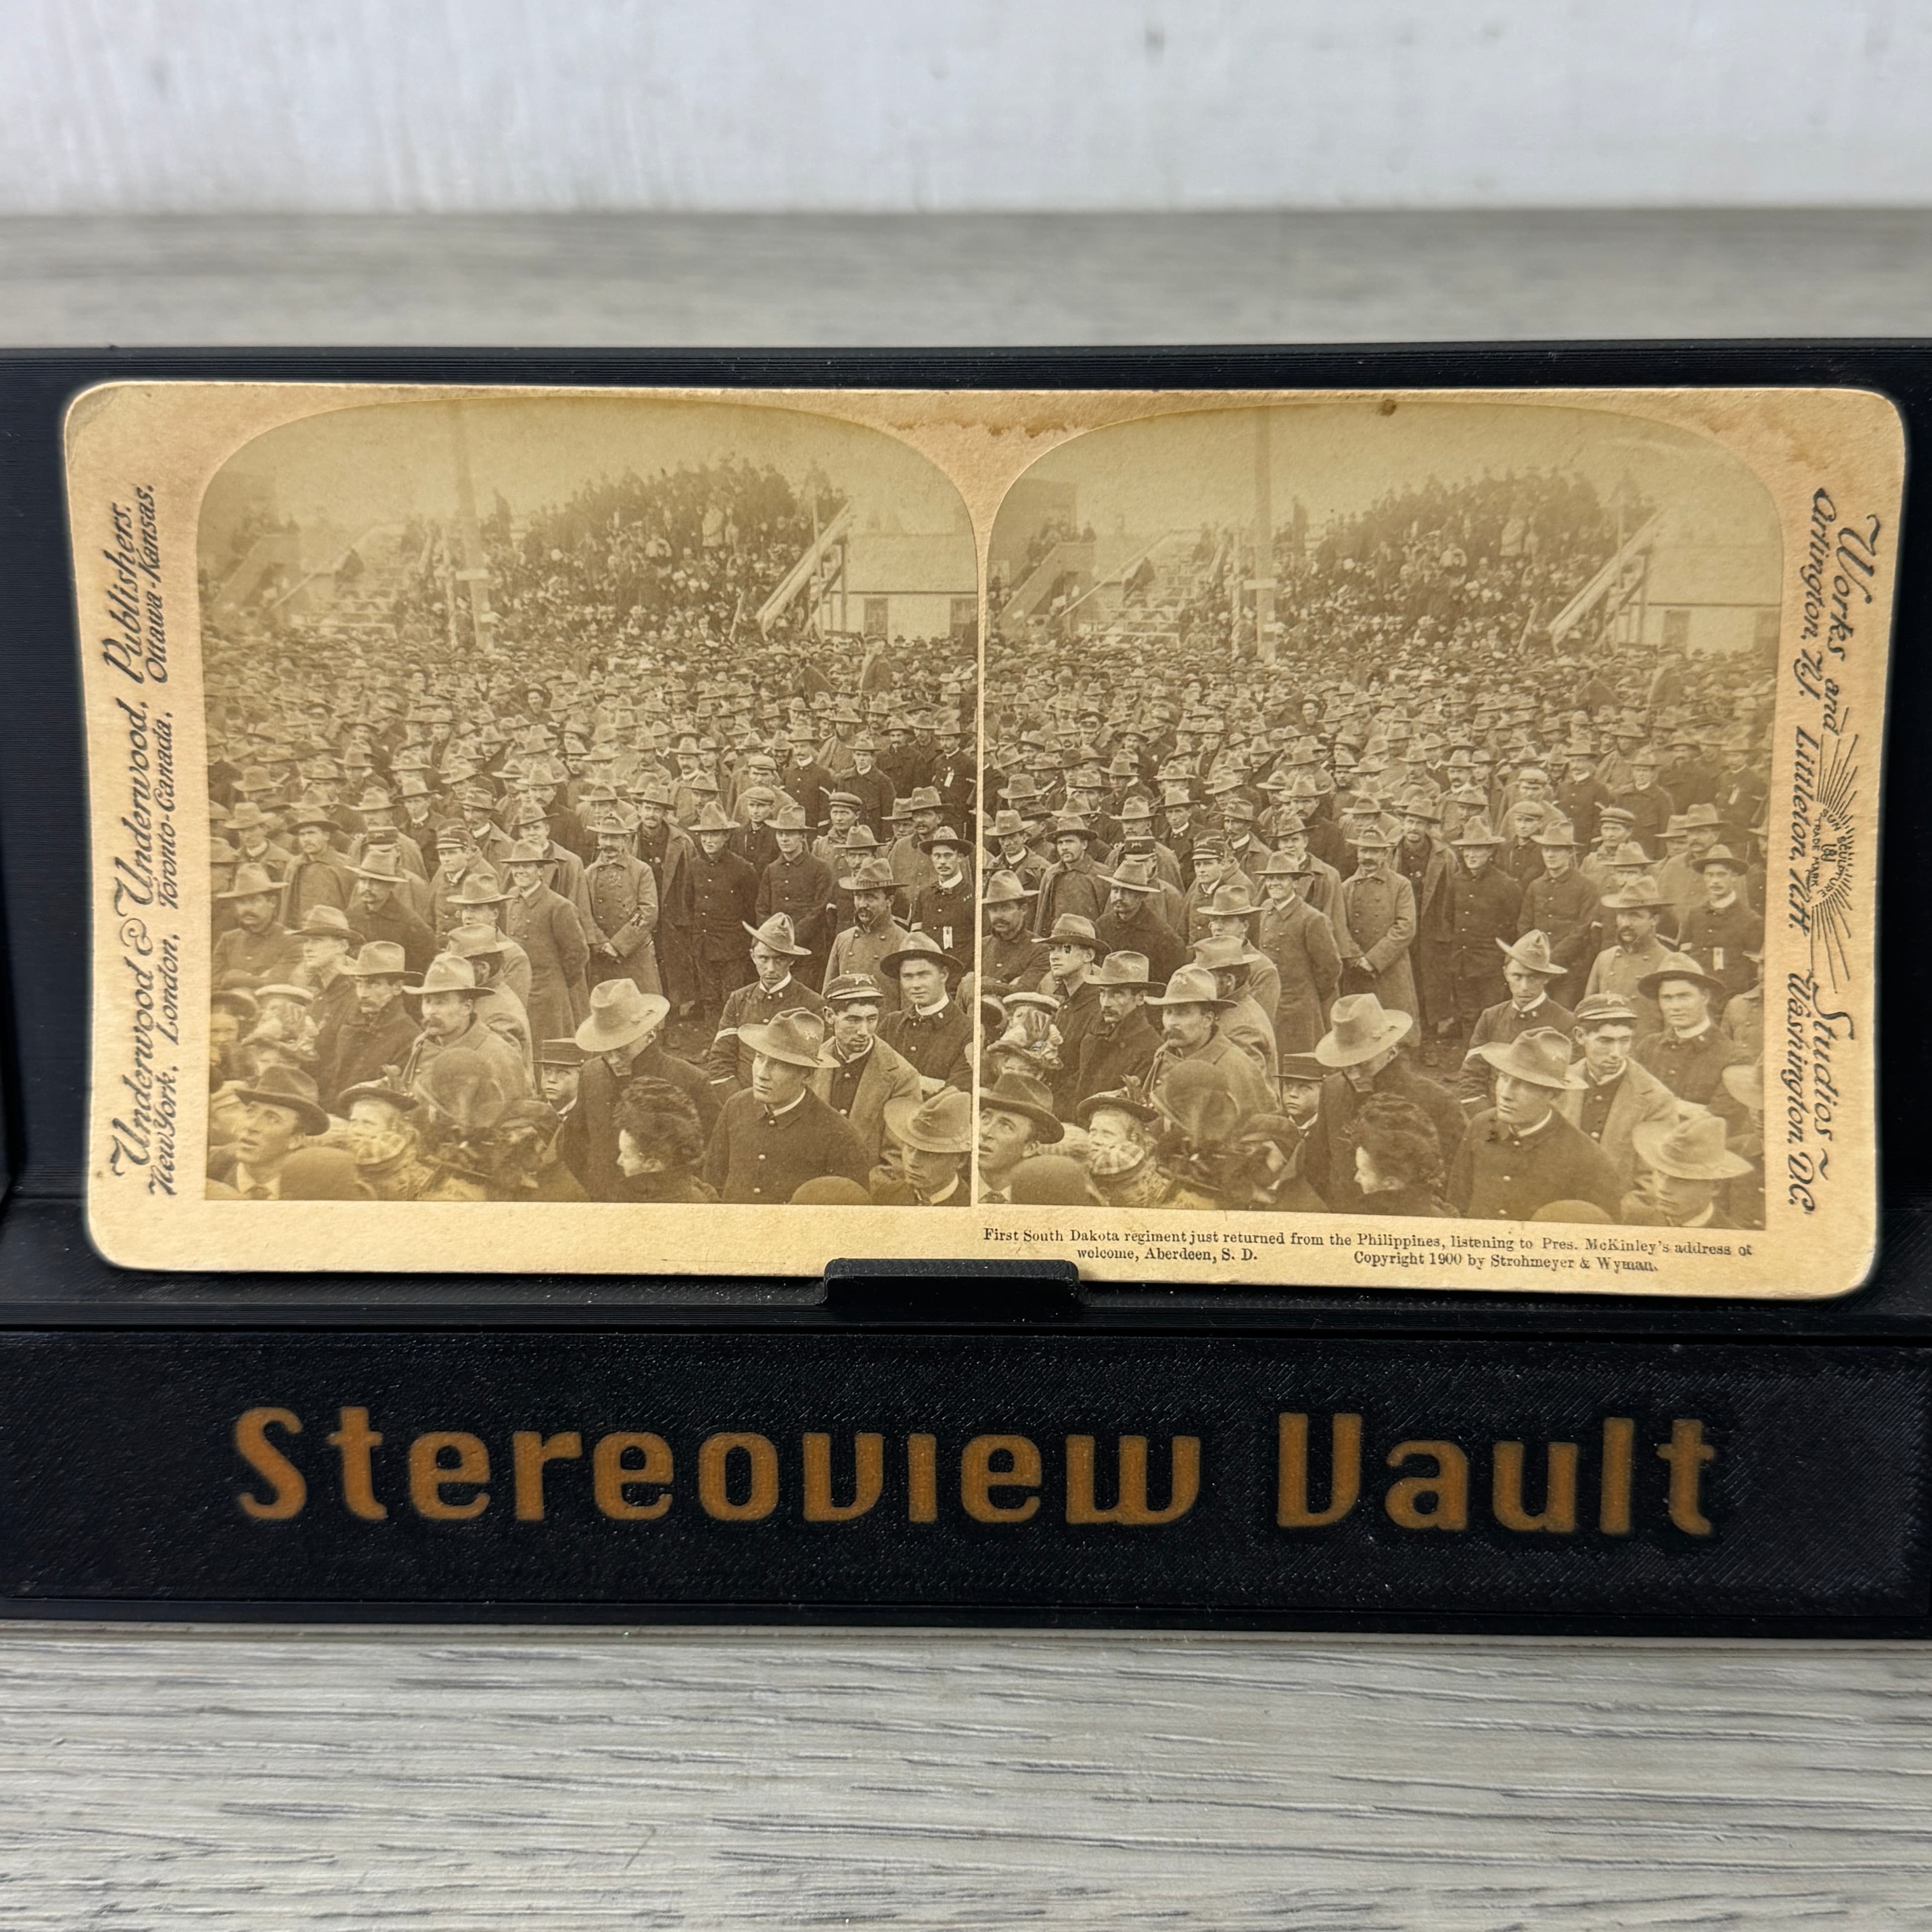 Underwood & Underwood, Publishers.
New York, London, Toronto-Canada, Ottawa-Kansas.
Works and Studios ~
Arlington, N.J. Littleton, N.H. Washington, D.C.
SUN SCULPTURE
TRADE MARK
First South Dakota regiment just returned from the Philippines, listening to Pres. McKinley's address of
welcome, Aberdeen, S. D. Copyright 1900 by Strohmeyer & Wyman.
Stereoview Vault